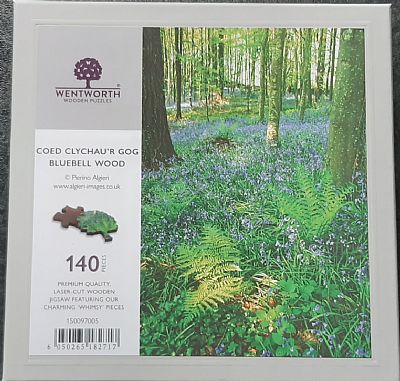 WENTWORTH®
WOODEN PUZZLES
COED CLYCHAU'R GOG
BLUEBELL WOOD
© Pierino Algieri
www.algieri-images.co.uk
140 PIECES
PREMIUM QUALITY,
LASER-CUT WOODEN
JIGSAW FEATURING OUR
CHARMING 'WHIMSY' PIECES
150097005
6 050265 182717